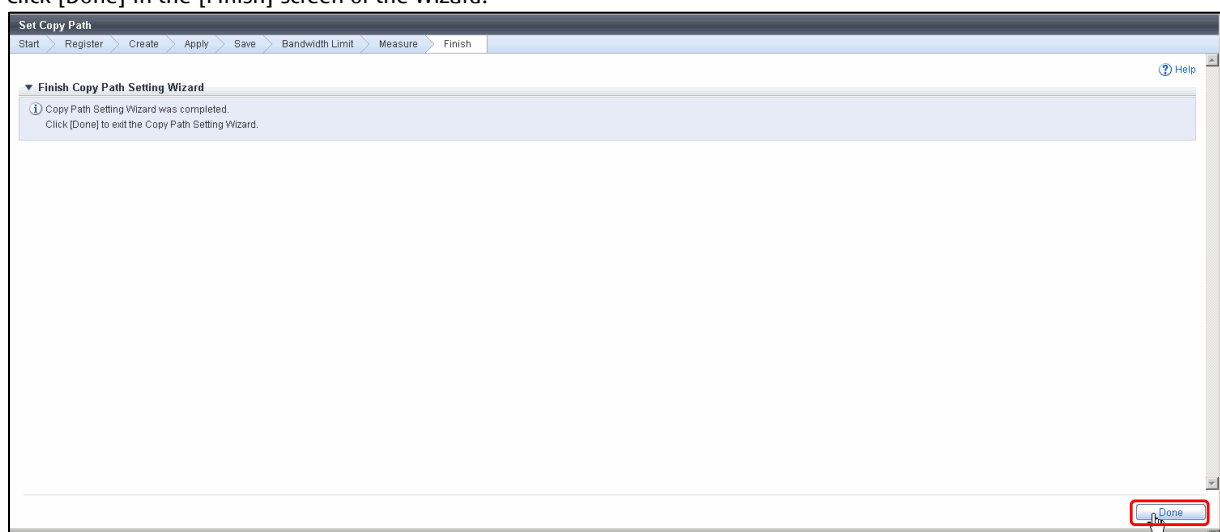 click [Done] in the [Finish] screen of the wizard.
Set Copy Path
Start Register Create Apply Save Bandwidth Limit Measure Finish
Help
Finish Copy Path Setting Wizard
Copy Path Setting Wizard was completed.
Click [Done] to exit the Copy Path Setting Wizard.
Done